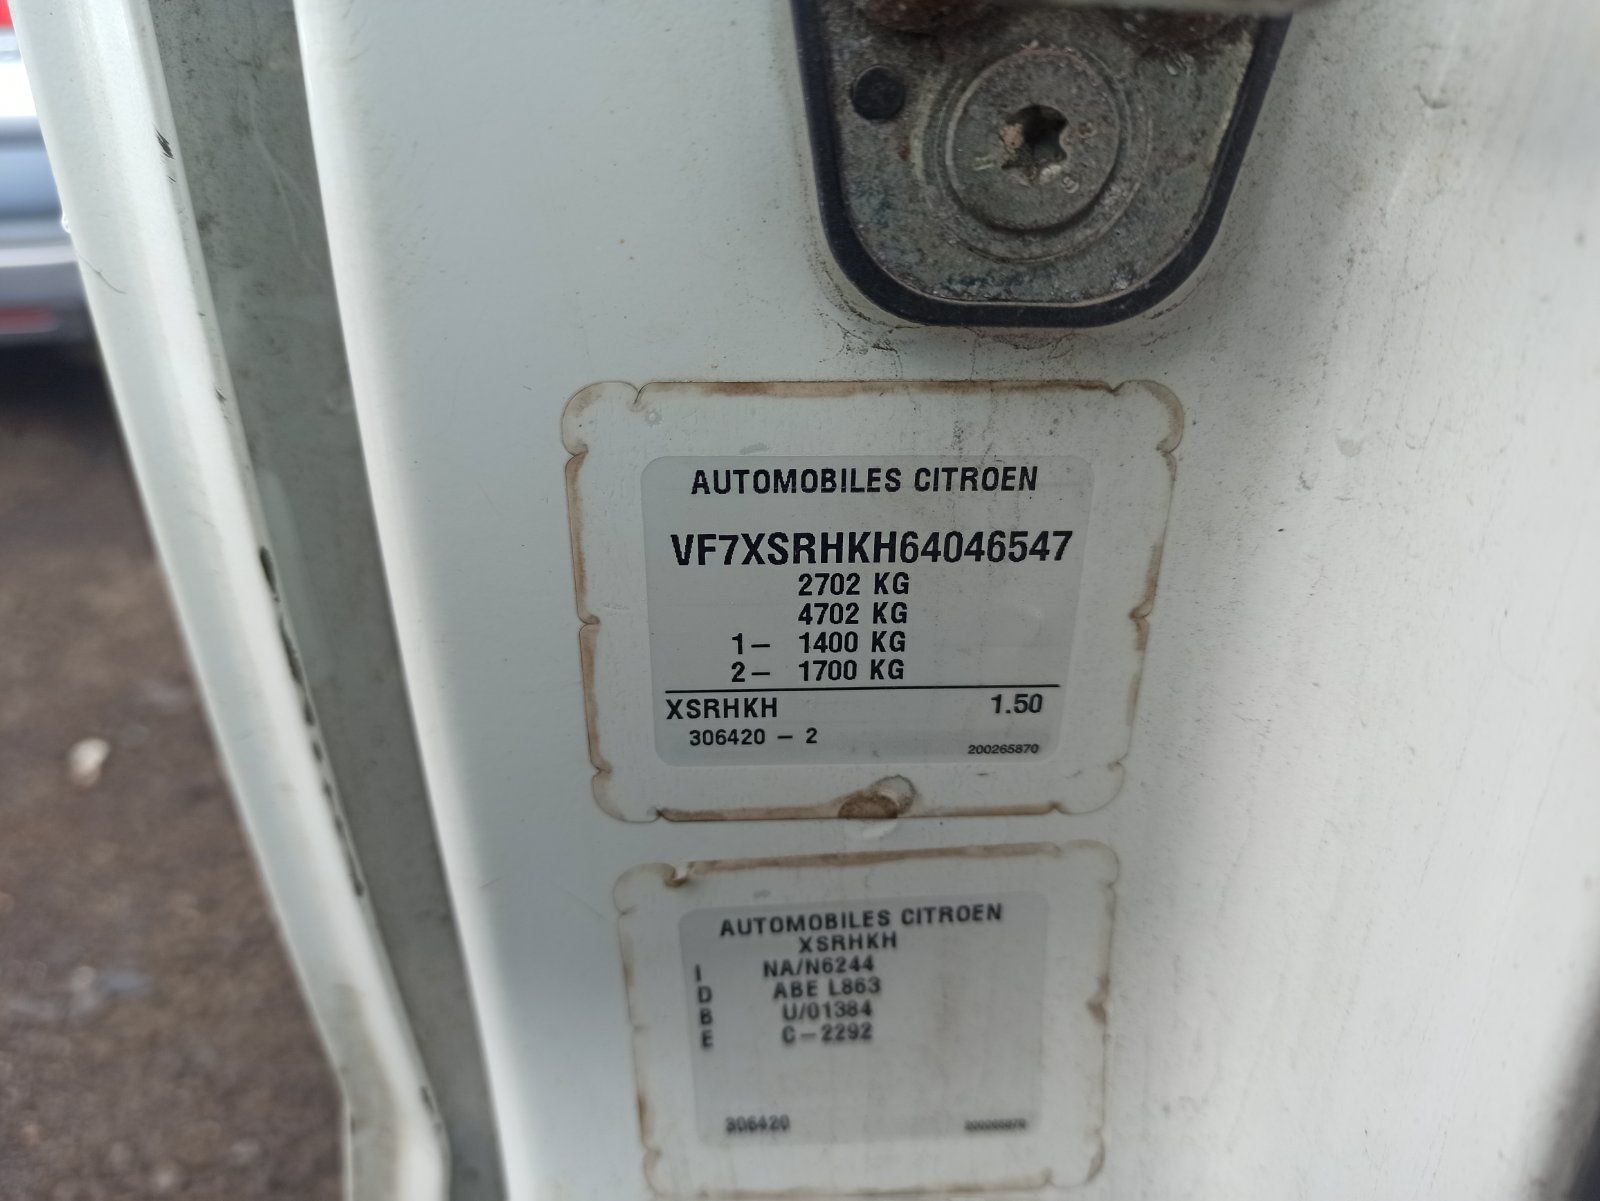 AUTOMOBILES CITROEN
VF7XSRHKH64046547
2702 KG
4702 KG
1– 1400 KG
2– 1700 KG
XSRHKH 1.50
306420 – 2 200265870
AUTOMOBILES CITROEN
XSRHKH
I NA/N6244
D ABE L863
B U/01384
E C–2292
306420